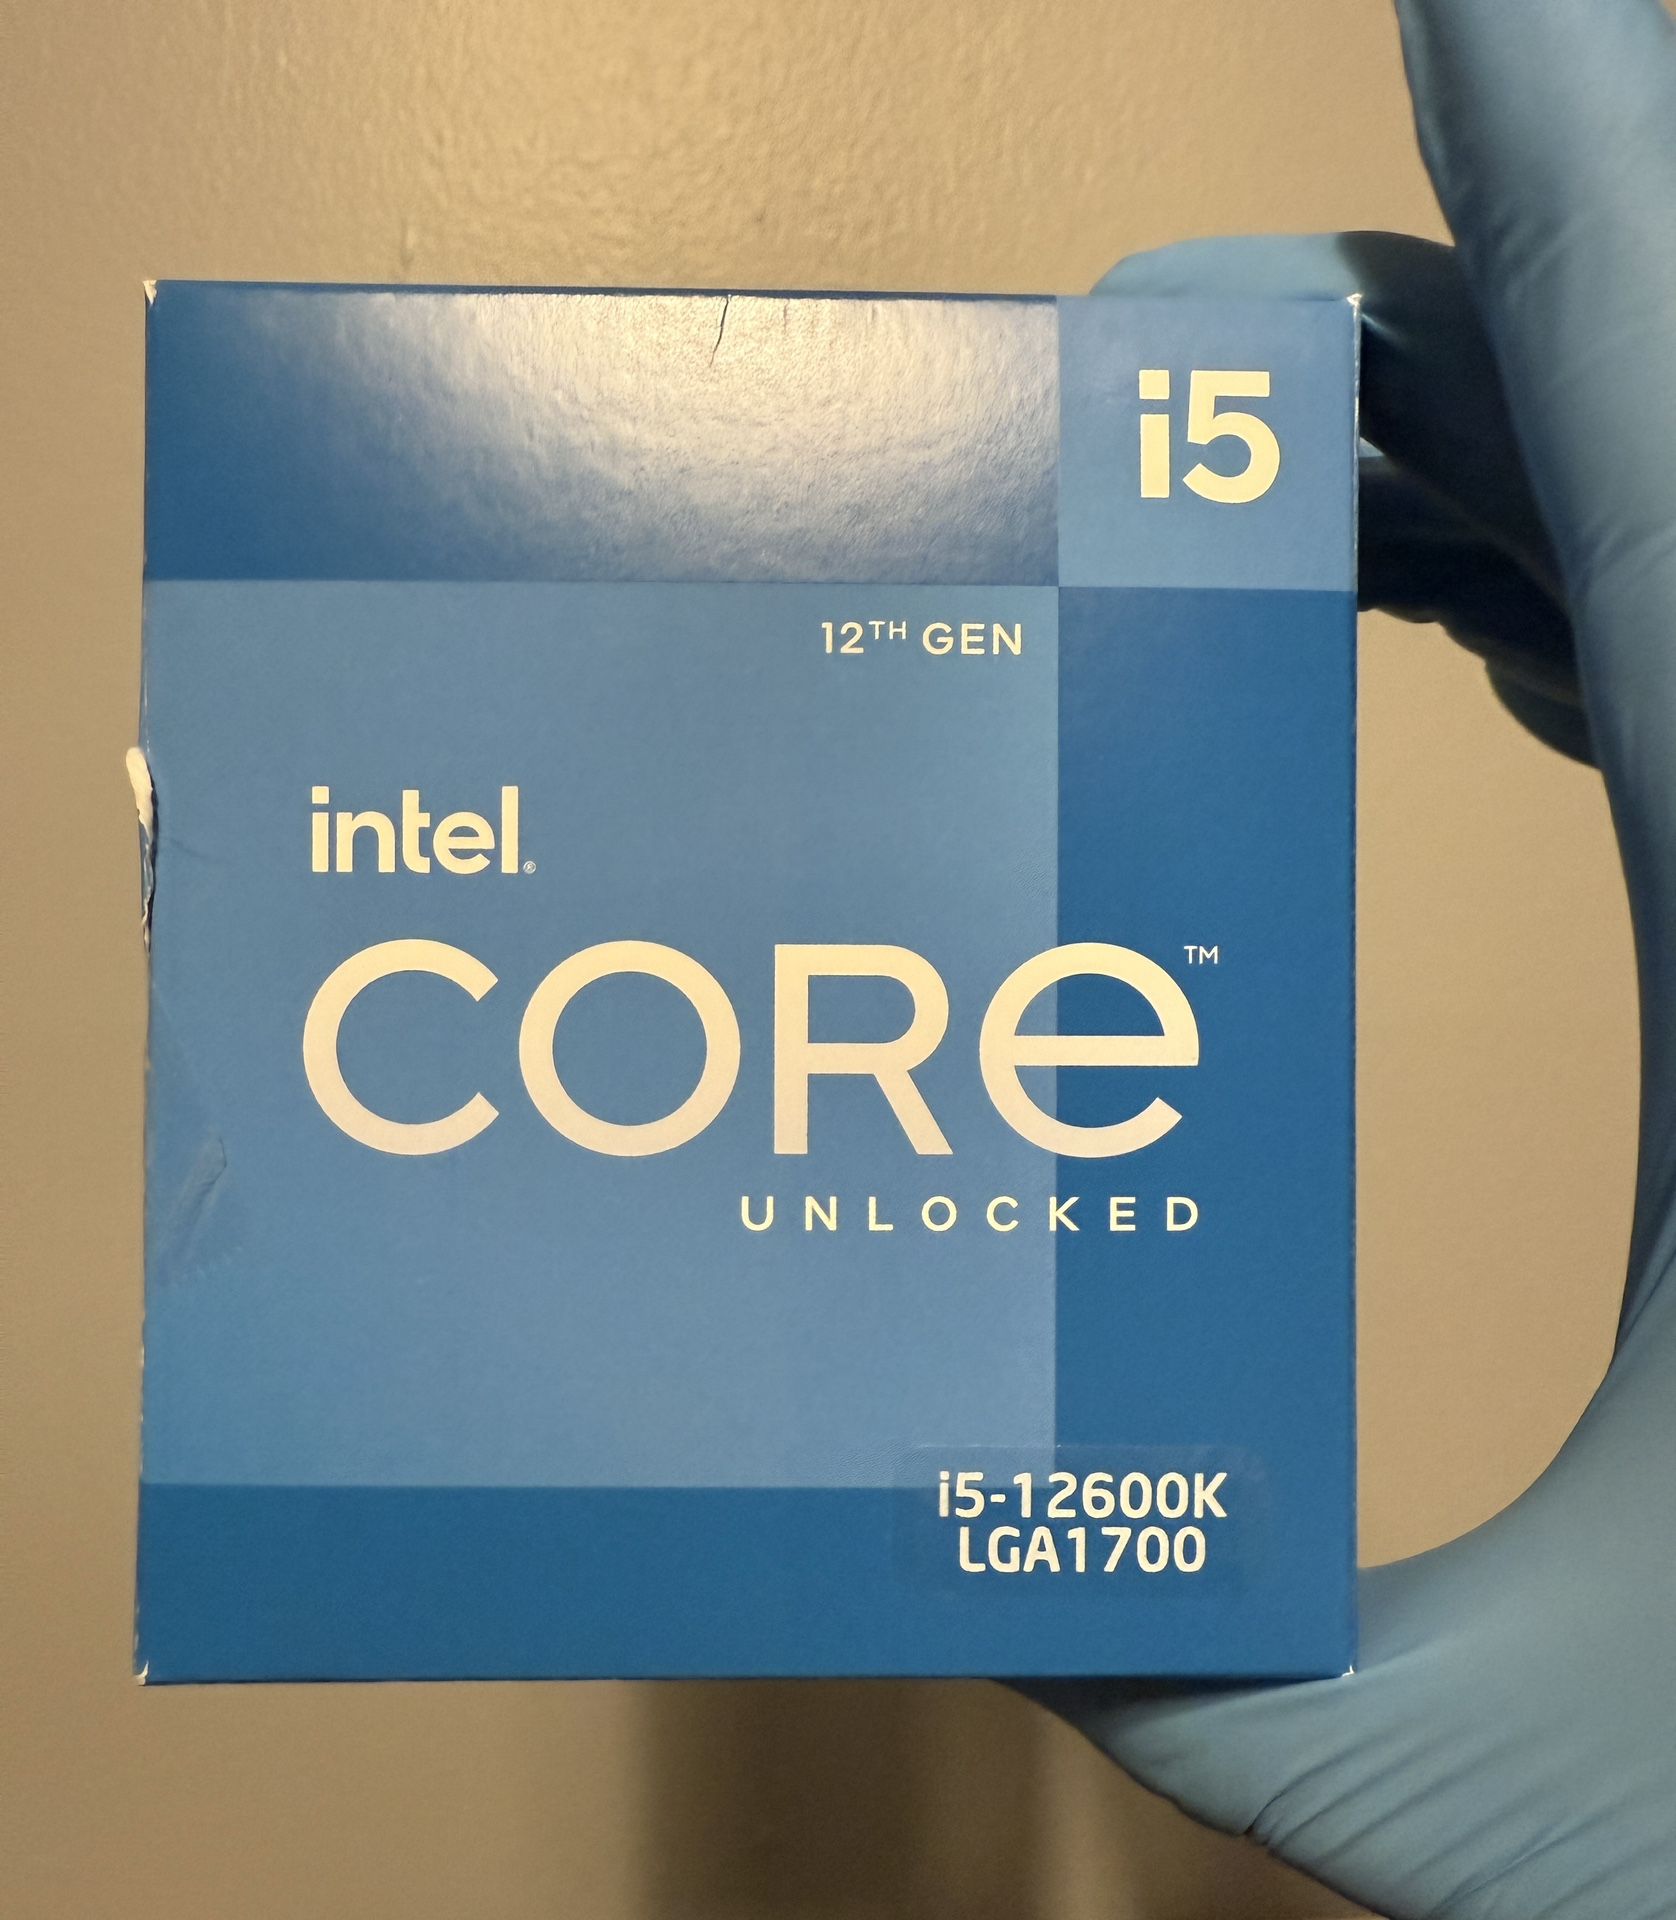 i5
12TH GEN
intel®
CORe™
UNLOCKED
i5-12600K
LGA1700